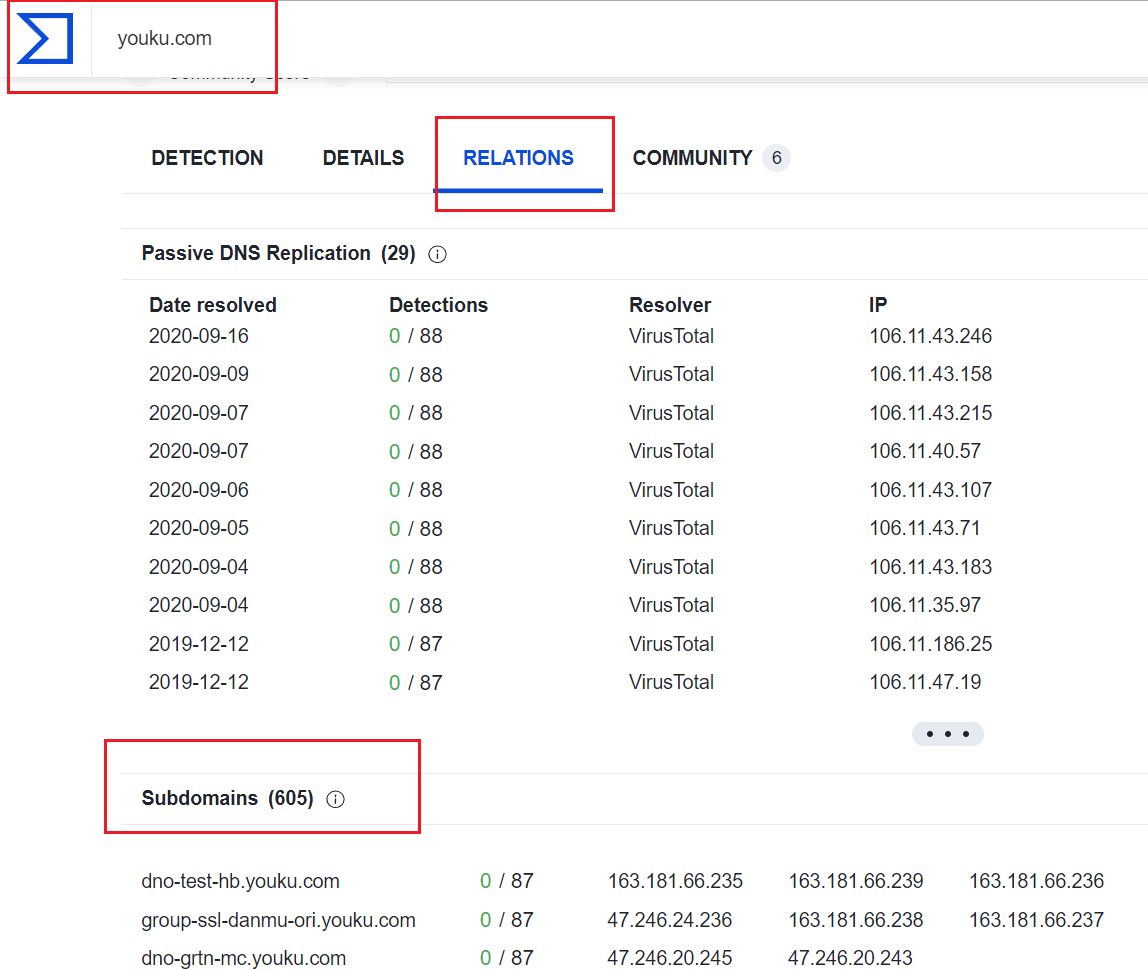 youku.com
DETECTION DETAILS RELATIONS COMMUNITY 6
Passive DNS Replication (29)
Date resolved Detections Resolver IP
2020-09-16 0 / 88 VirusTotal 106.11.43.246
2020-09-09 0 / 88 VirusTotal 106.11.43.158
2020-09-07 0 / 88 VirusTotal 106.11.43.215
2020-09-07 0 / 88 VirusTotal 106.11.40.57
2020-09-06 0 / 88 VirusTotal 106.11.43.107
2020-09-05 0 / 88 VirusTotal 106.11.43.71
2020-09-04 0 / 88 VirusTotal 106.11.43.183
2020-09-04 0 / 88 VirusTotal 106.11.35.97
2019-12-12 0 / 87 VirusTotal 106.11.186.25
2019-12-12 0 / 87 VirusTotal 106.11.47.19
Subdomains (605)
dno-test-hb.youku.com 0 / 87 163.181.66.235 163.181.66.239 163.181.66.236
group-ssl-danmu-ori.youku.com 0 / 87 47.246.24.236 163.181.66.238 163.181.66.237
dno-grtn-mc.youku.com 0 / 87 47.246.20.245 47.246.20.243